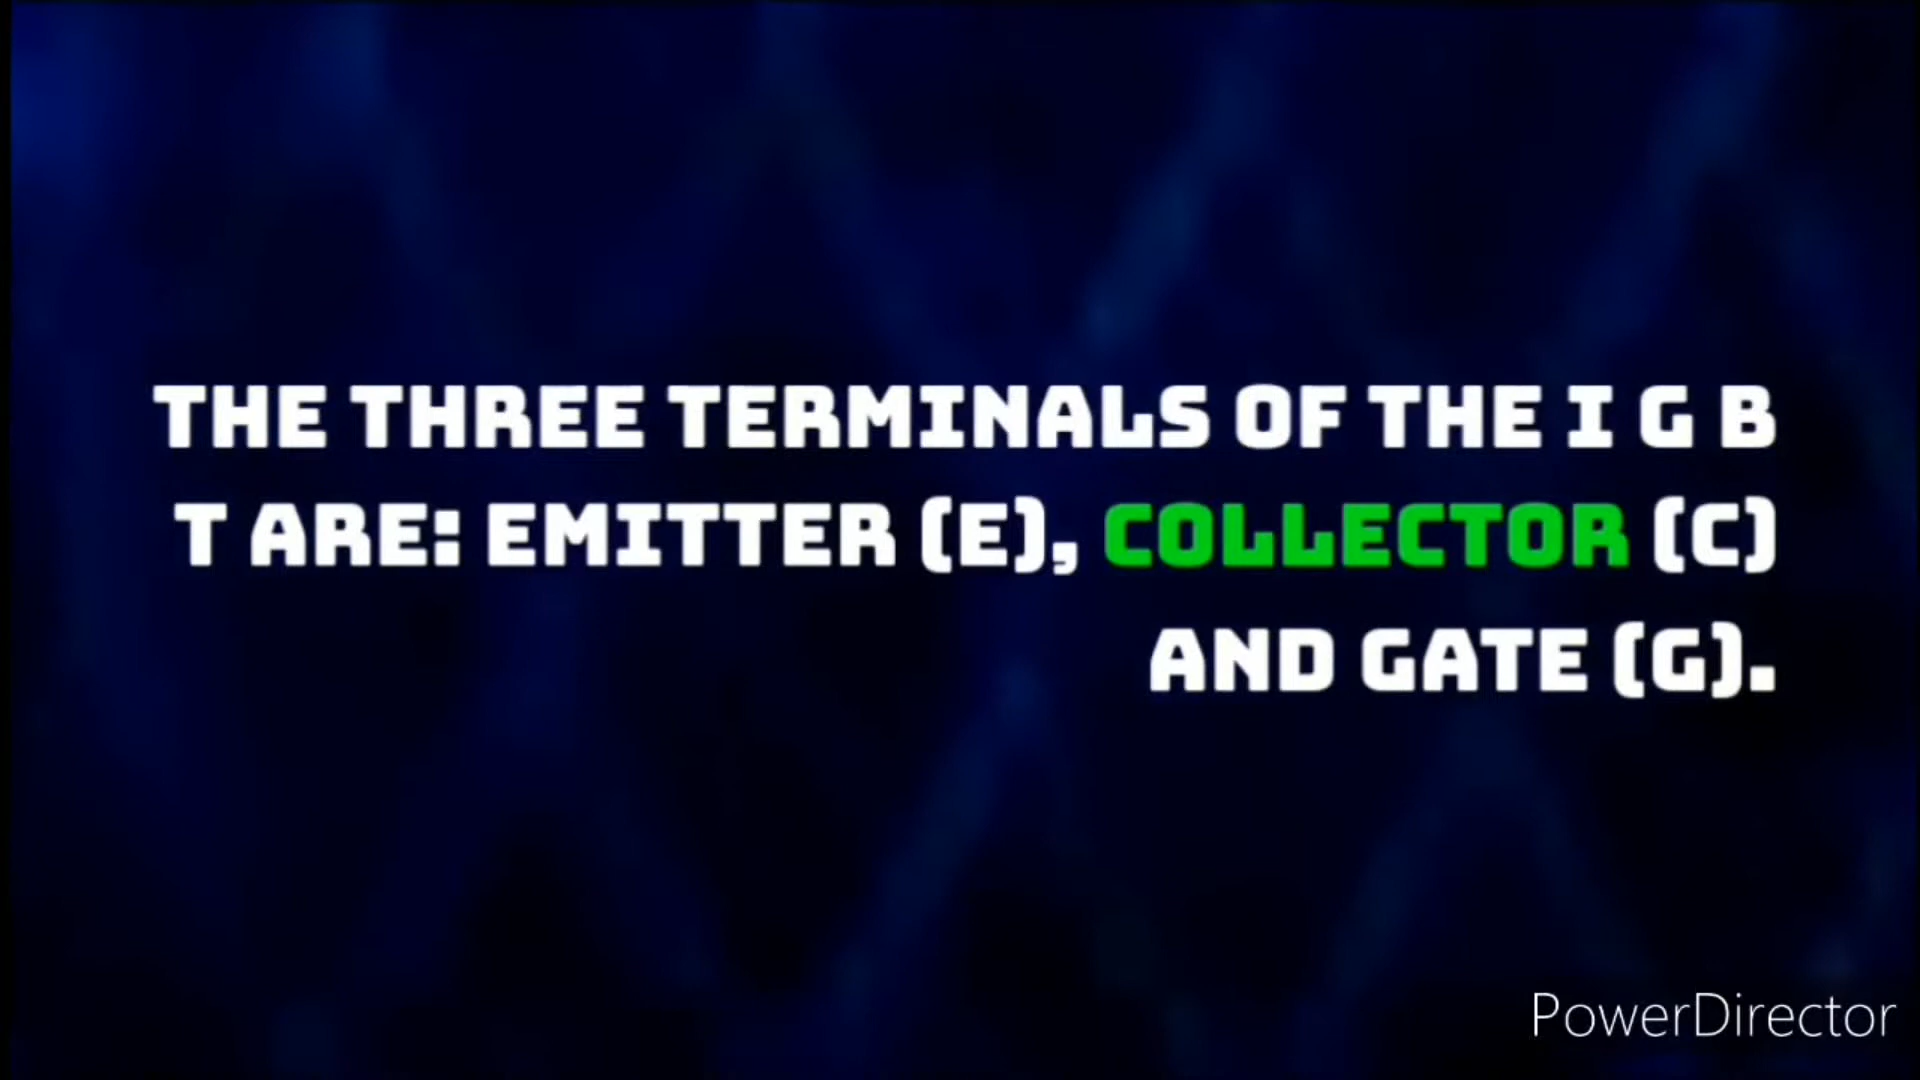 THE THREE TERMINALS OF THE I G B
T ARE: EMITTER (E), COLLECTOR (C)
AND GATE (G).
PowerDirector